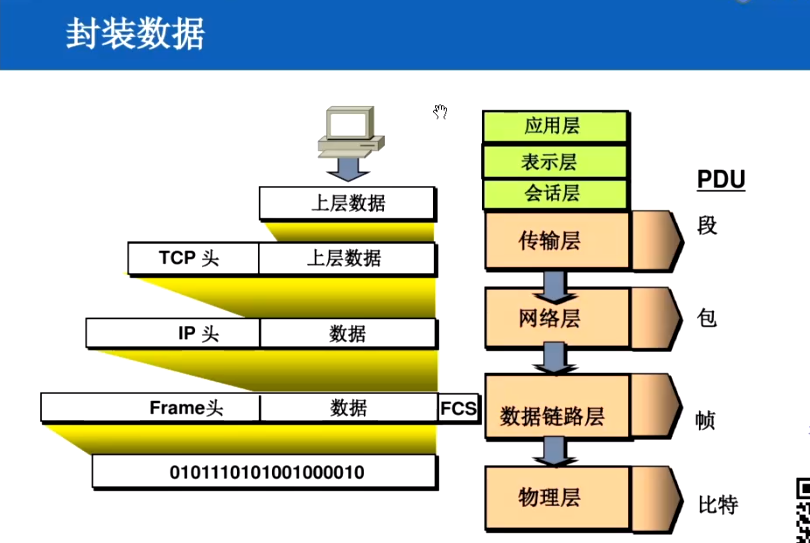 封装数据
应用层
表示层
PDU
会话层
上层数据
段
传输层
TCP 头 上层数据
网络层 包
IP 头 数据
Frame头 数据 FCS
数据链路层 帧
0101110101001000010
物理层 比特